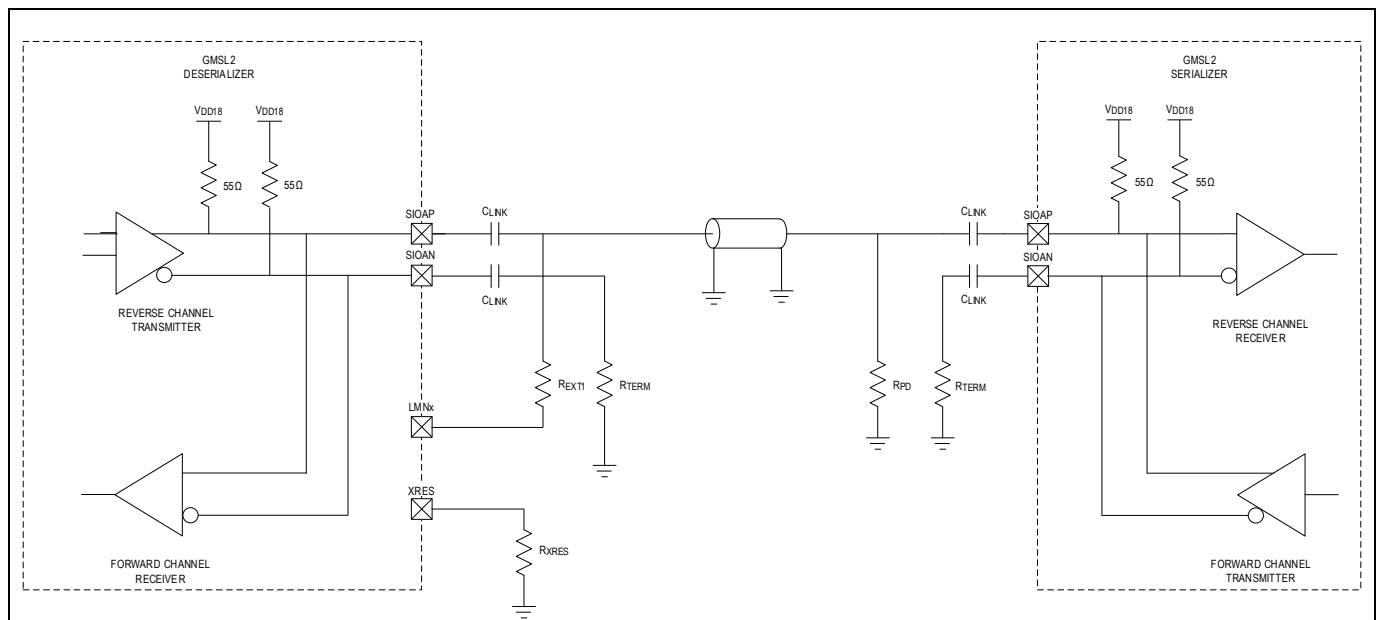 GMSL2
DESERIALIZER
VDD18
VDD18
55Ω
55Ω
SIOAP
SIOAN
CLINK
CLINK
REVERSE CHANNEL
TRANSMITTER
LMNx
REXT1
RTERM
XRES
RXRES
FORWARD CHANNEL
RECEIVER
GMSL2
SERIALIZER
VDD18
VDD18
55Ω
55Ω
CLINK
SIOAP
SIOAN
CLINK
REVERSE CHANNEL
RECEIVER
RPD
RTERM
FORWARD CHANNEL
TRANSMITTER